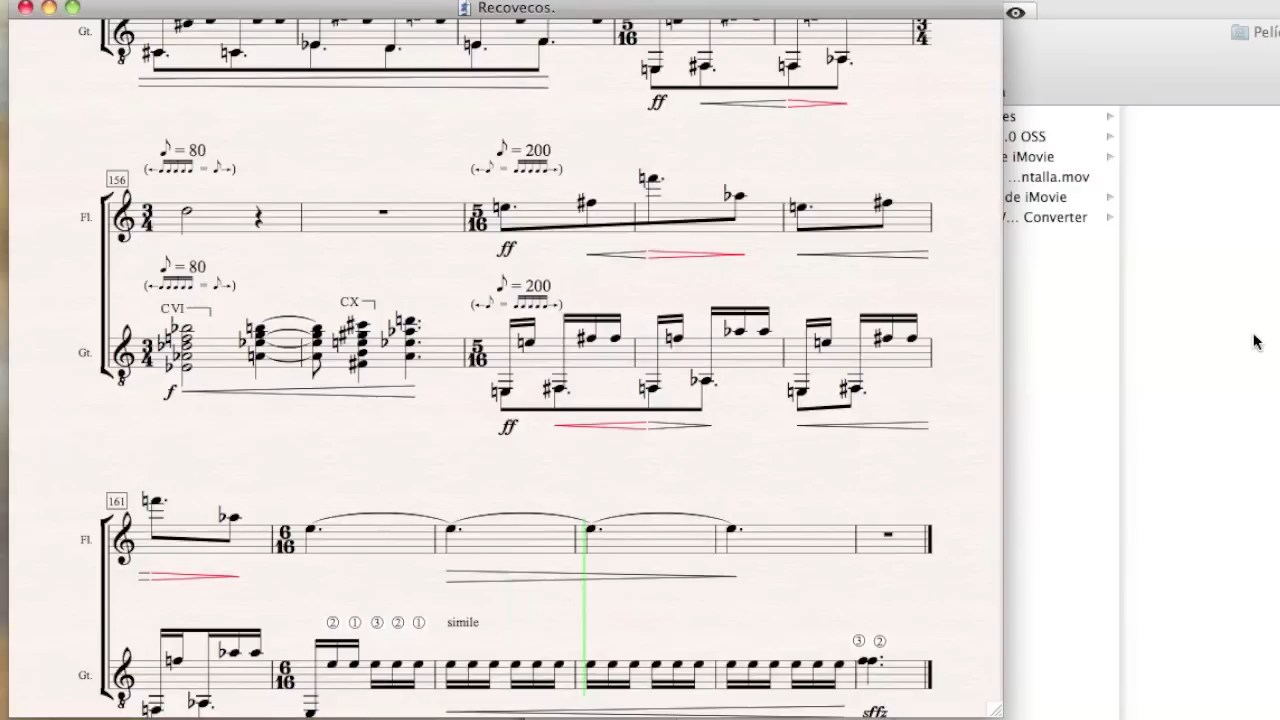 Recovecos.
Pelíc
Gt.
5
16
3
4
ff
es
.0 OSS
e iMovie
...ntalla.mov
de iMovie
/... Converter
= 80
= 200
156
Fl.
3
4
5
16
ff
= 80
= 200
CVI
CX
Gt.
3
4
5
16
f
ff
161
Fl.
6
16
② ① ③ ② ① simile
③ ②
Gt.
6
16
sffz